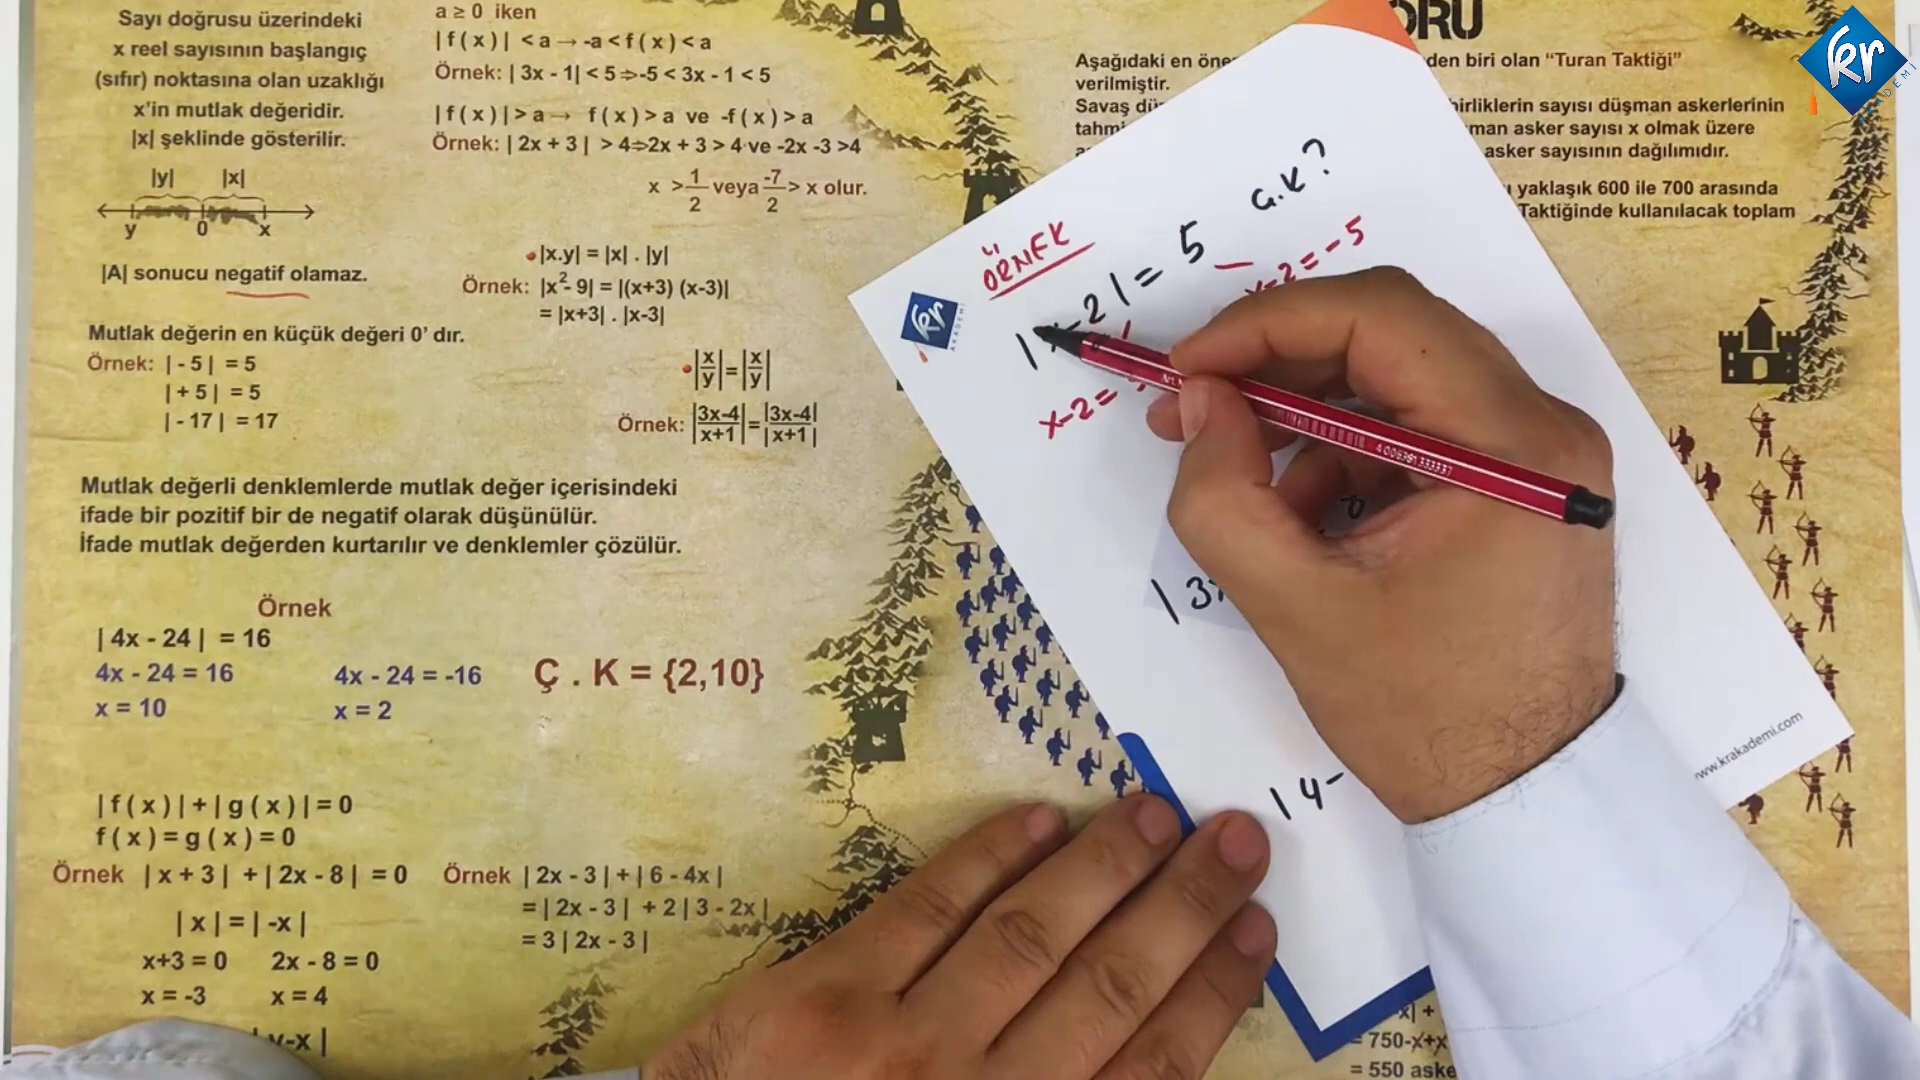 Sayı doğrusu üzerindeki
x reel sayısının başlangıç
(sıfır) noktasına olan uzaklığı
x'in mutlak değeridir.
|x| şeklinde gösterilir.
|y| |x|
y 0 x
|A| sonucu negatif olamaz.
Mutlak değerin en küçük değeri 0' dır.
Örnek: | - 5 | = 5
| + 5 | = 5
| - 17 | = 17
a ≥ 0 iken
| f ( x ) | < a → -a < f ( x ) < a
Örnek: | 3x - 1| < 5 ⇒ -5 < 3x - 1 < 5
| f ( x ) | > a → f ( x ) > a ve -f ( x ) > a
Örnek: | 2x + 3 | > 4 ⇒ 2x + 3 > 4 ve -2x -3 >4
x > 1/2 veya -7/2 > x olur.
|x.y| = |x| . |y|
Örnek: |x² - 9| = |(x+3) (x-3)|
= |x+3| . |x-3|
|x/y| = |x/y|
Örnek: |3x-4/x+1| = |3x-4|/|x+1|
Mutlak değerli denklemlerde mutlak değer içerisindeki
ifade bir pozitif bir de negatif olarak düşünülür.
İfade mutlak değerden kurtarılır ve denklemler çözülür.
Örnek
| 4x - 24 | = 16
4x - 24 = 16 4x - 24 = -16
x = 10 x = 2
Ç . K = {2,10}
| f ( x ) | + | g ( x ) | = 0
f ( x ) = g ( x ) = 0
Örnek | x + 3 | + | 2x - 8 | = 0
| x | = | -x |
x+3 = 0 2x - 8 = 0
x = -3 x = 4
Örnek | 2x - 3 | + | 6 - 4x |
= | 2x - 3 | + 2 | 3 - 2x |
= 3 | 2x - 3 |
Aşağıdaki en
den biri olan “Turan Taktiği”
verilmiştir.
Savaş
birliklerin sayısı düşman askerlerinin
asker sayısı x olmak üzere
asker sayısının dağılımıdır.
yaklaşık 600 ile 700 arasında
Taktiğinde kullanılacak toplam
kr AKADEMİ
ÖRNEK
|x-2| = 5 Ç.K?
x-2= x-2=-5
| 3x
| 4-
www.krakademi.com
4006381333337
-x| +
= 750-x+x
= 550
kr AKADEMİ